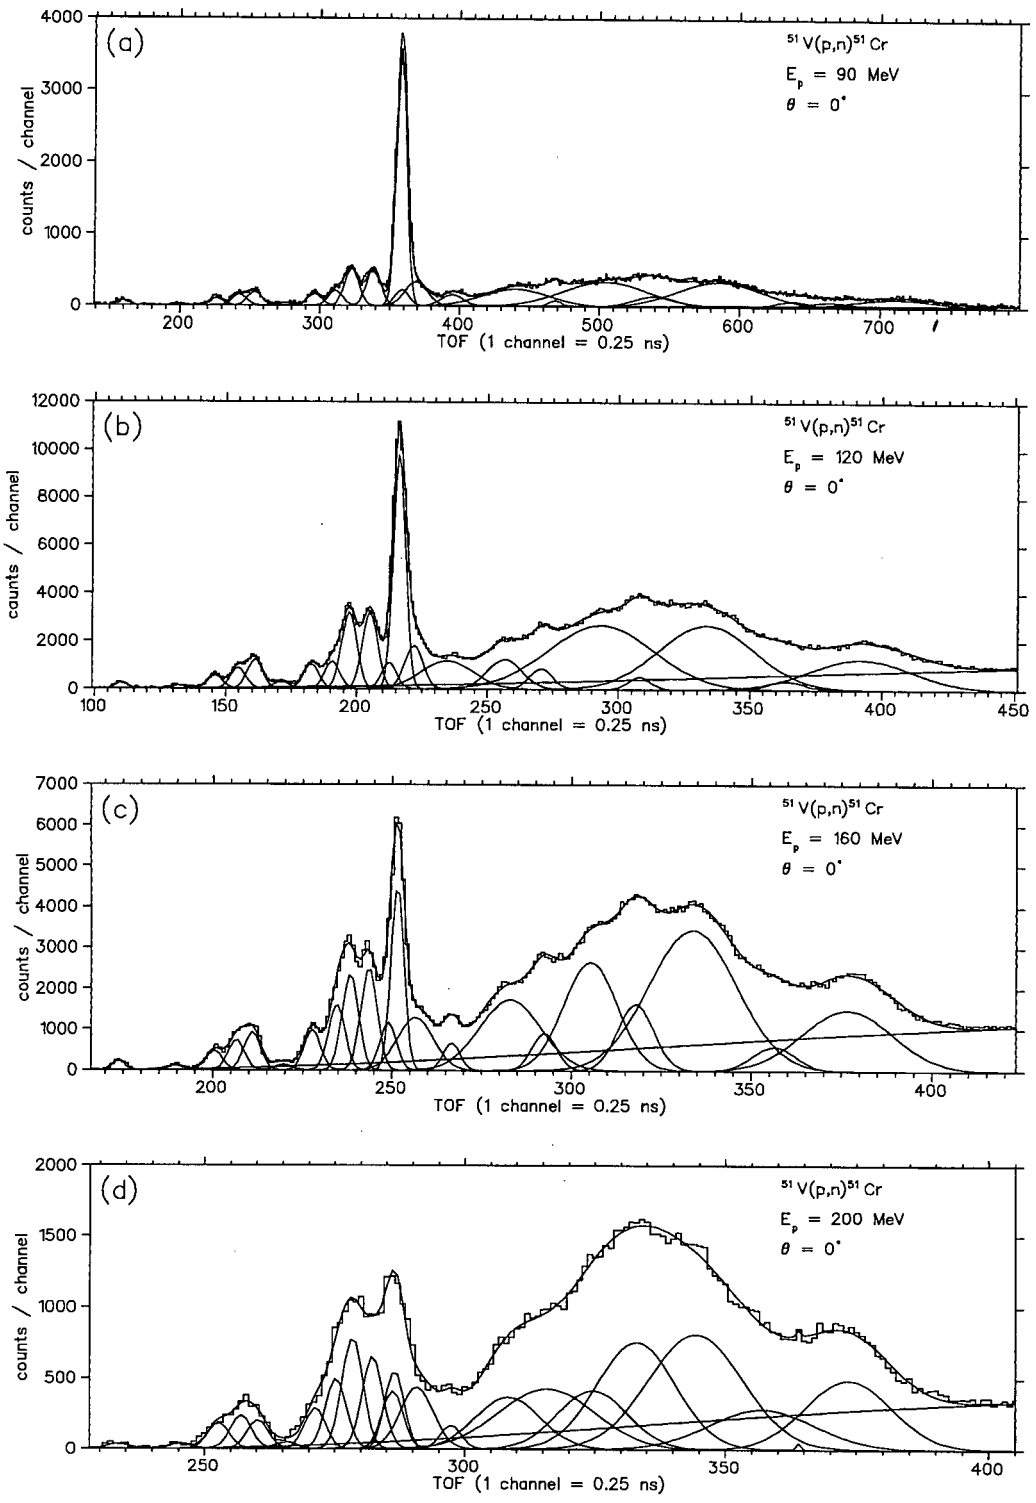 (a)
⁵¹V(p,n)⁵¹Cr
E_p = 90 MeV
θ = 0°
counts / channel
4000
3000
2000
1000
0
200 300 400 500 600 700
TOF (1 channel = 0.25 ns)
(b)
⁵¹V(p,n)⁵¹Cr
E_p = 120 MeV
θ = 0°
counts / channel
12000
10000
8000
6000
4000
2000
0
100 150 200 250 300 350 400 450
TOF (1 channel = 0.25 ns)
(c)
⁵¹V(p,n)⁵¹Cr
E_p = 160 MeV
θ = 0°
counts / channel
7000
6000
5000
4000
3000
2000
1000
0
200 250 300 350 400
TOF (1 channel = 0.25 ns)
(d)
⁵¹V(p,n)⁵¹Cr
E_p = 200 MeV
θ = 0°
counts / channel
2000
1500
1000
500
0
250 300 350 400
TOF (1 channel = 0.25 ns)